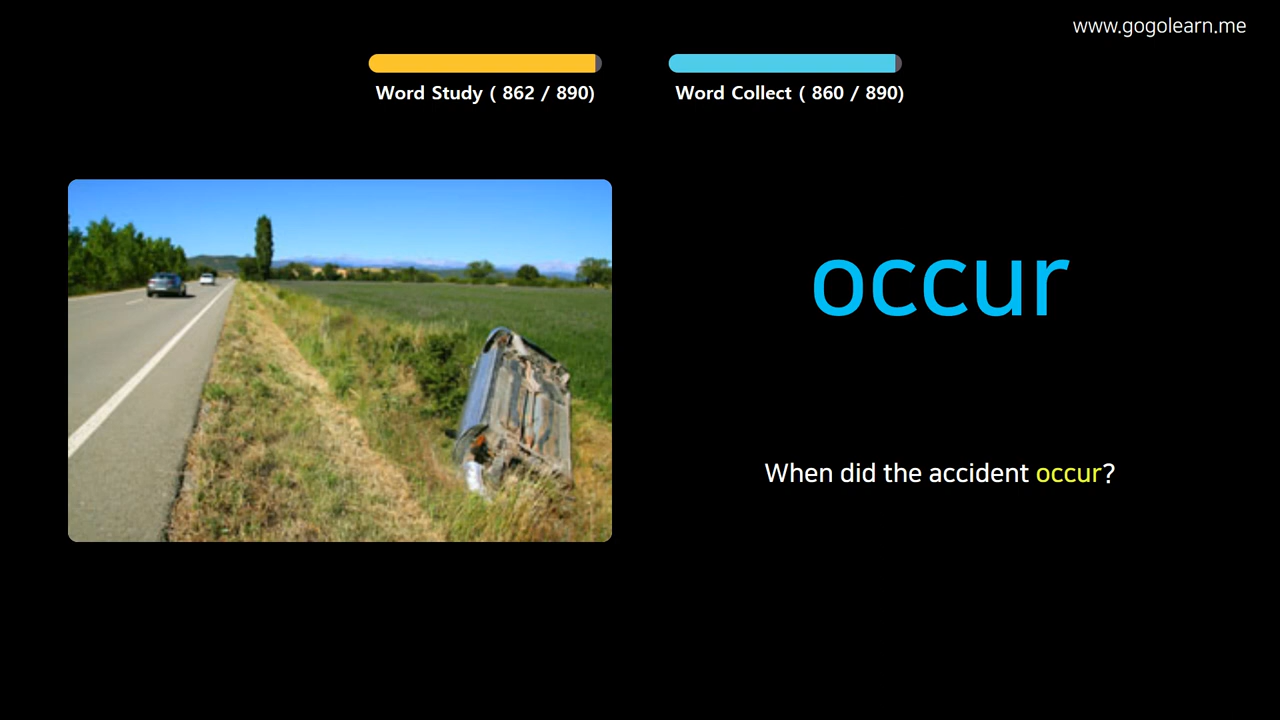 www.gogolearn.me
Word Study ( 862 / 890)
Word Collect ( 860 / 890)
occur
When did the accident occur?